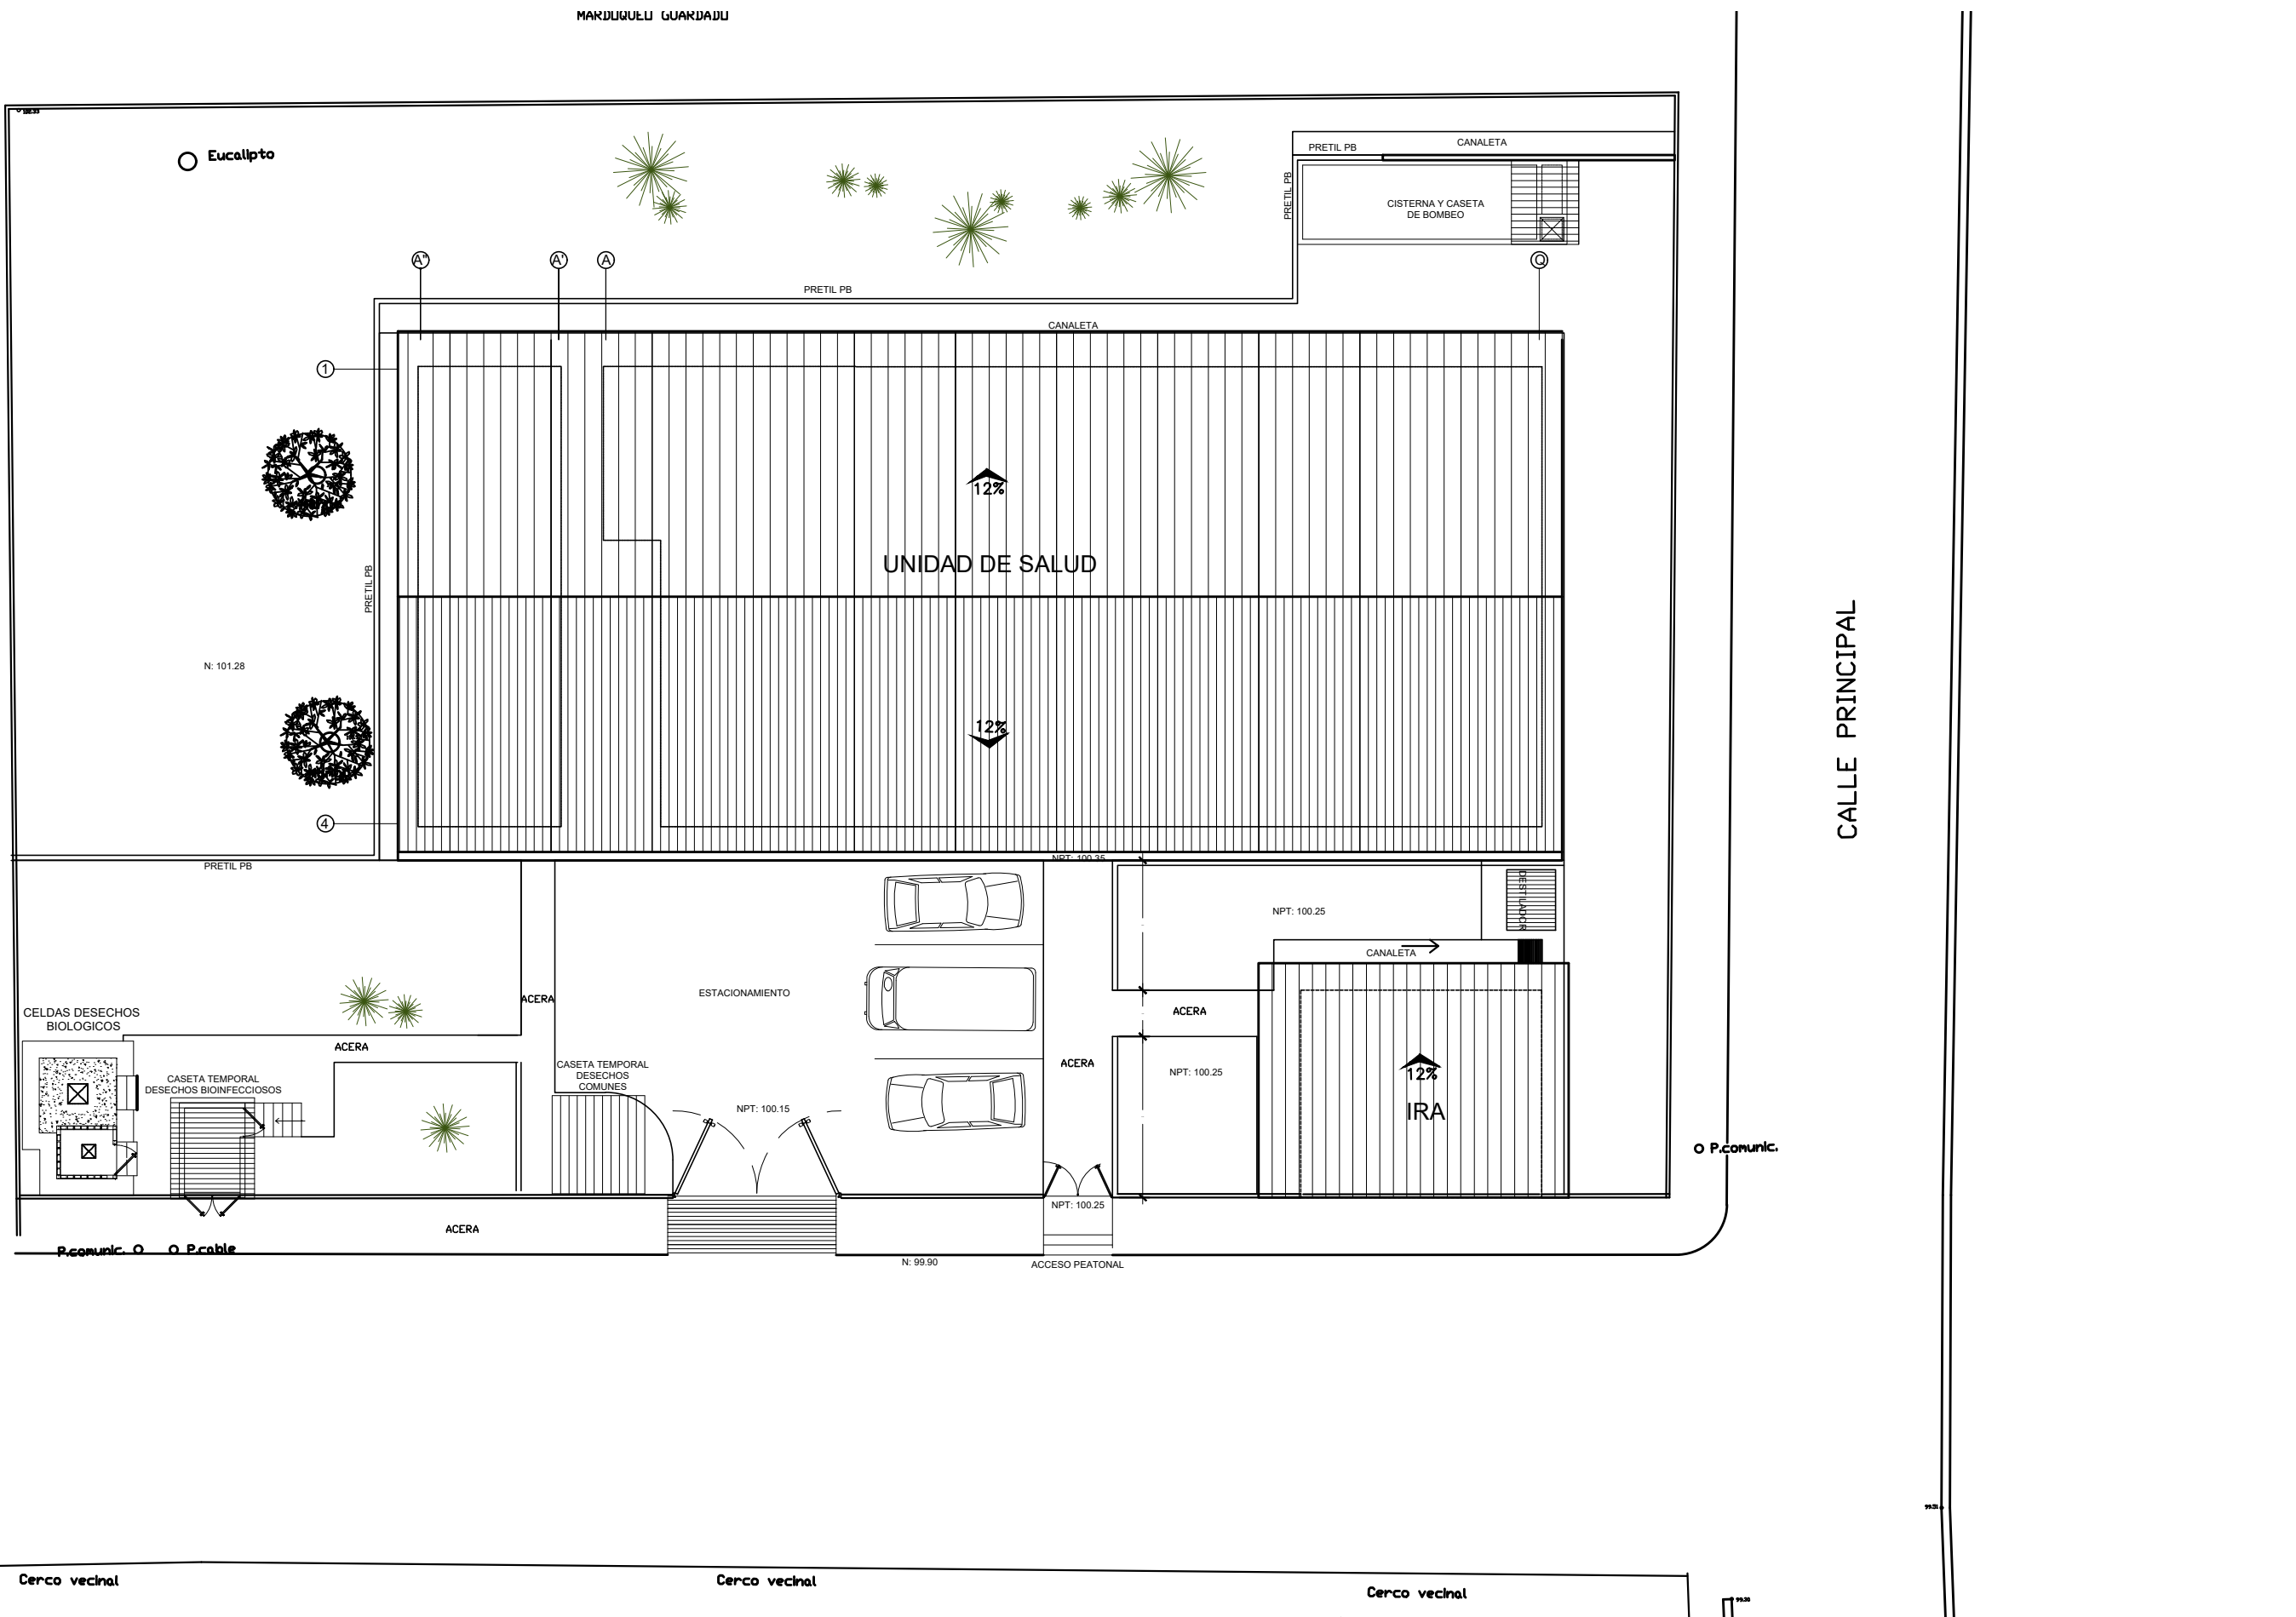 MARDUQUEO GUARDADO
Eucalipto
PRETIL PB
CANALETA
PRETIL PB
CISTERNA Y CASETA
DE BOMBEO
A"
A'
A
Q
PRETIL PB
CANALETA
1
12%
UNIDAD DE SALUD
PRETIL PB
N: 101.28
CALLE PRINCIPAL
12%
4
PRETIL PB
NPT: 100.35
DESTILADOR
NPT: 100.25
CANALETA
ESTACIONAMIENTO
ACERA
CELDAS DESECHOS
BIOLOGICOS
ACERA
ACERA
CASETA TEMPORAL
DESECHOS
COMUNES
ACERA
CASETA TEMPORAL
DESECHOS BIOINFECCIOSOS
NPT: 100.25
12%
IRA
NPT: 100.15
P.comunic.
NPT: 100.25
ACERA
P.comunic.
P.cable
N: 99.90
ACCESO PEATONAL
Cerco vecinal
Cerco vecinal
Cerco vecinal